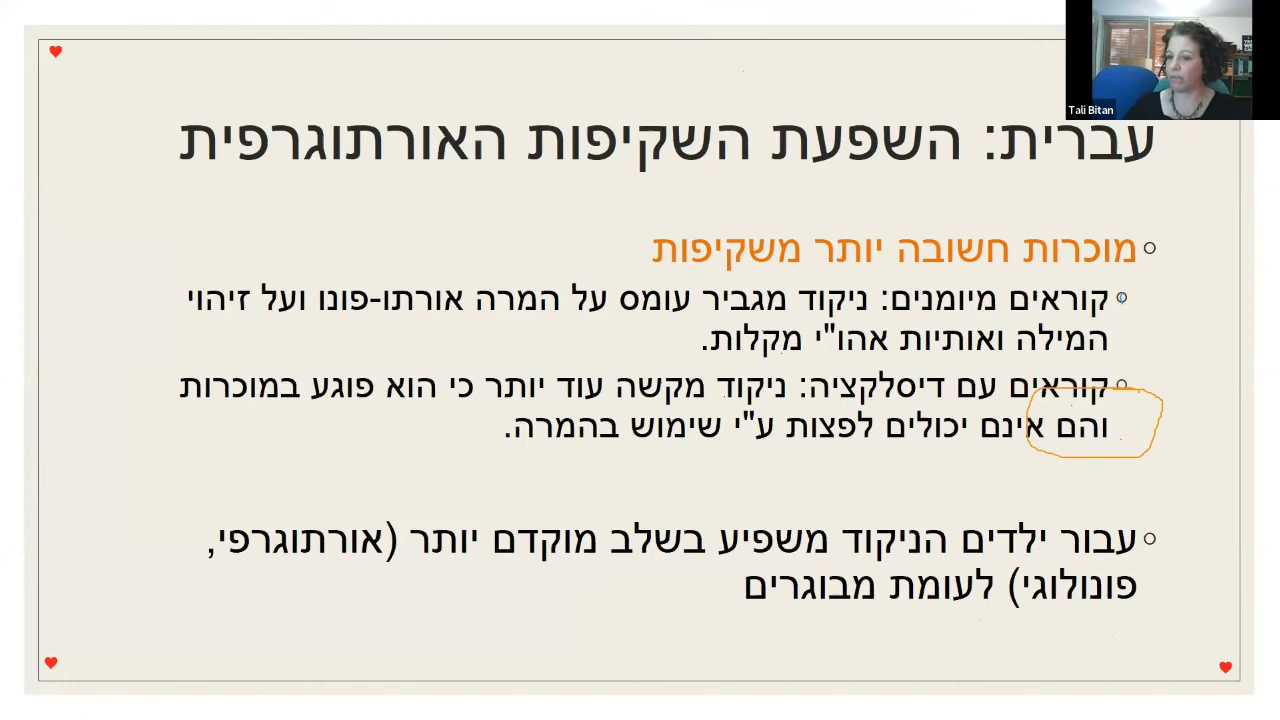 Tali Bitan
עברית: השפעת השקיפות האורתוגרפית
מוכרות חשובה יותר משקיפות
קוראים מיומנים: ניקוד מגביר עומס על המרה אורתו-פונו ועל זיהוי
המילה ואותיות אהו"י מקלות.
קוראים עם דיסלקציה: ניקוד מקשה עוד יותר כי הוא פוגע במוכרות
והם אינם יכולים לפצות ע"י שימוש בהמרה.
עבור ילדים הניקוד משפיע בשלב מוקדם יותר (אורתוגרפי,
פונולוגי) לעומת מבוגרים